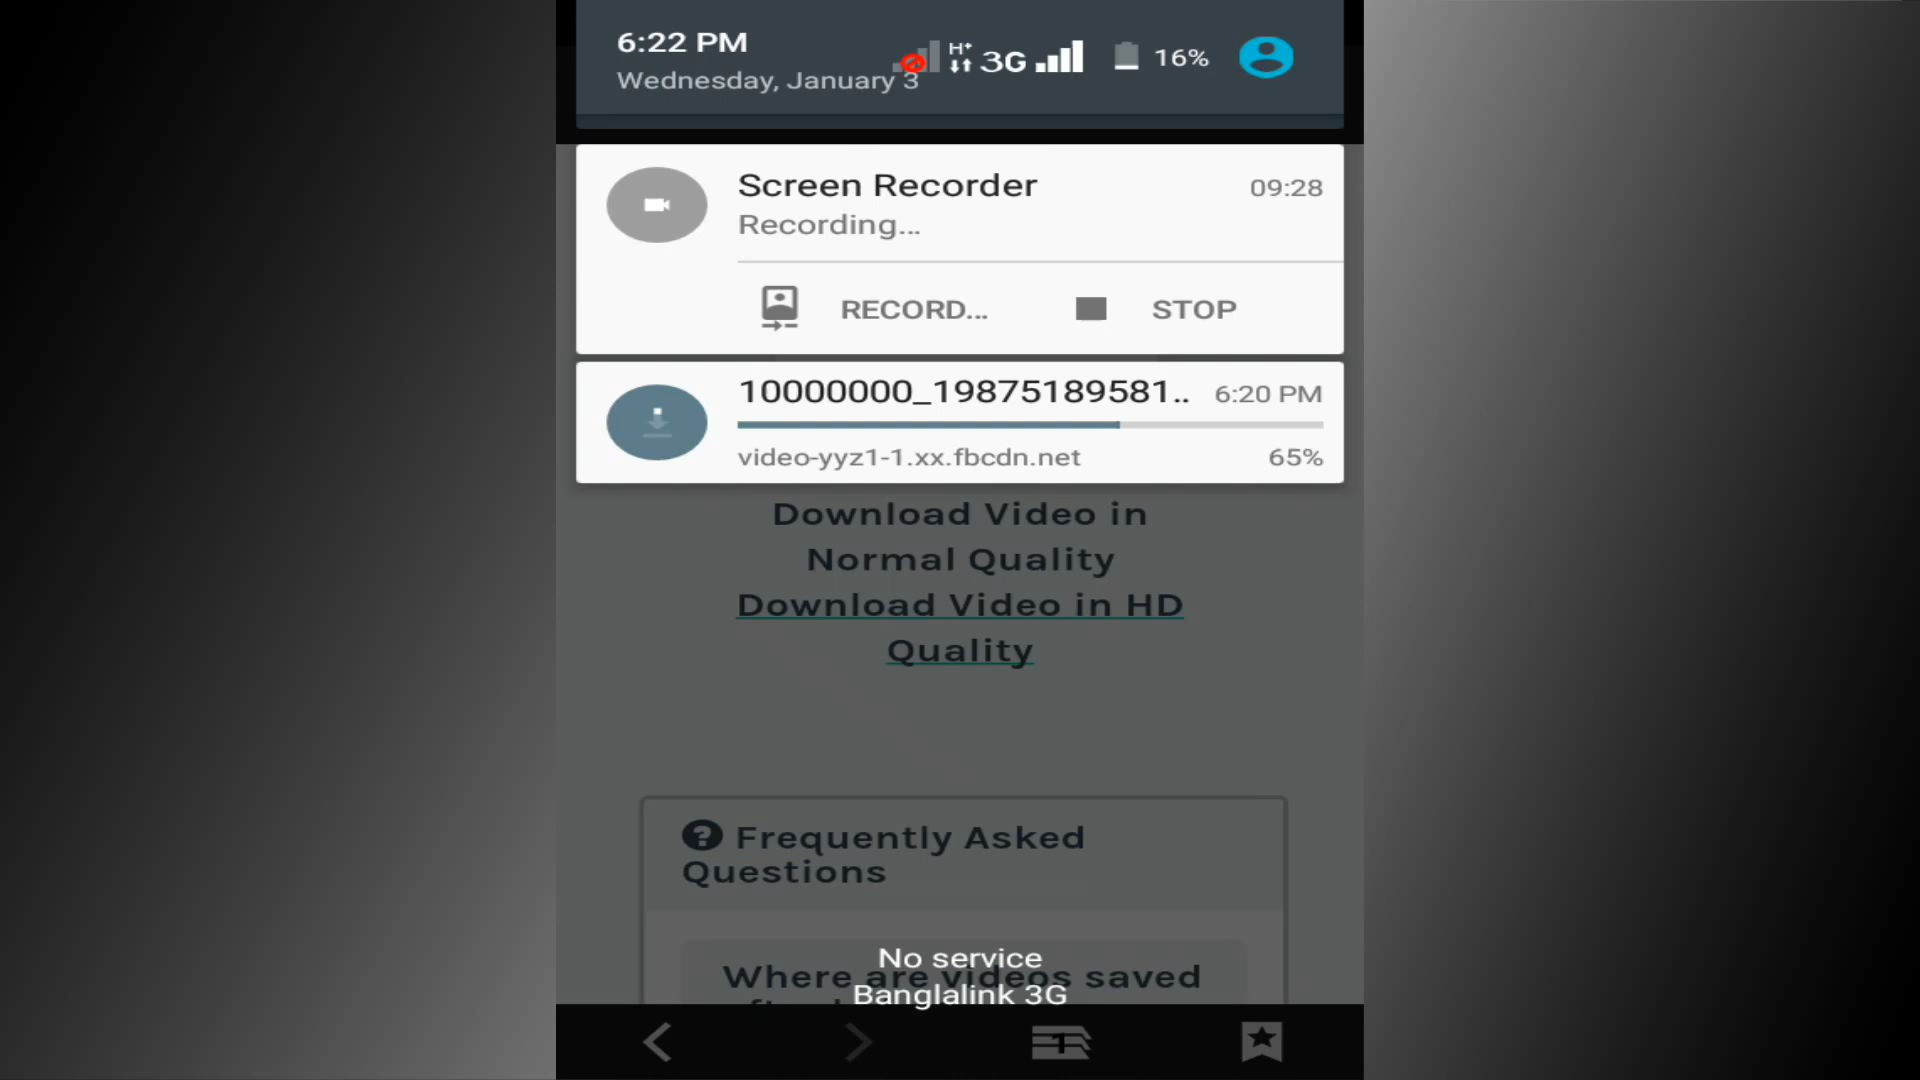 6:22 PM
H+ 3G 16%
Wednesday, January 3
Screen Recorder 09:28
Recording...
RECORD... STOP
10000000_19875189581.. 6:20 PM
video-yyz1-1.xx.fbcdn.net 65%
Download Video in
Normal Quality
Download Video in HD
Quality
Frequently Asked
Questions
No service
Where are videos saved
Banglalink 3G
1